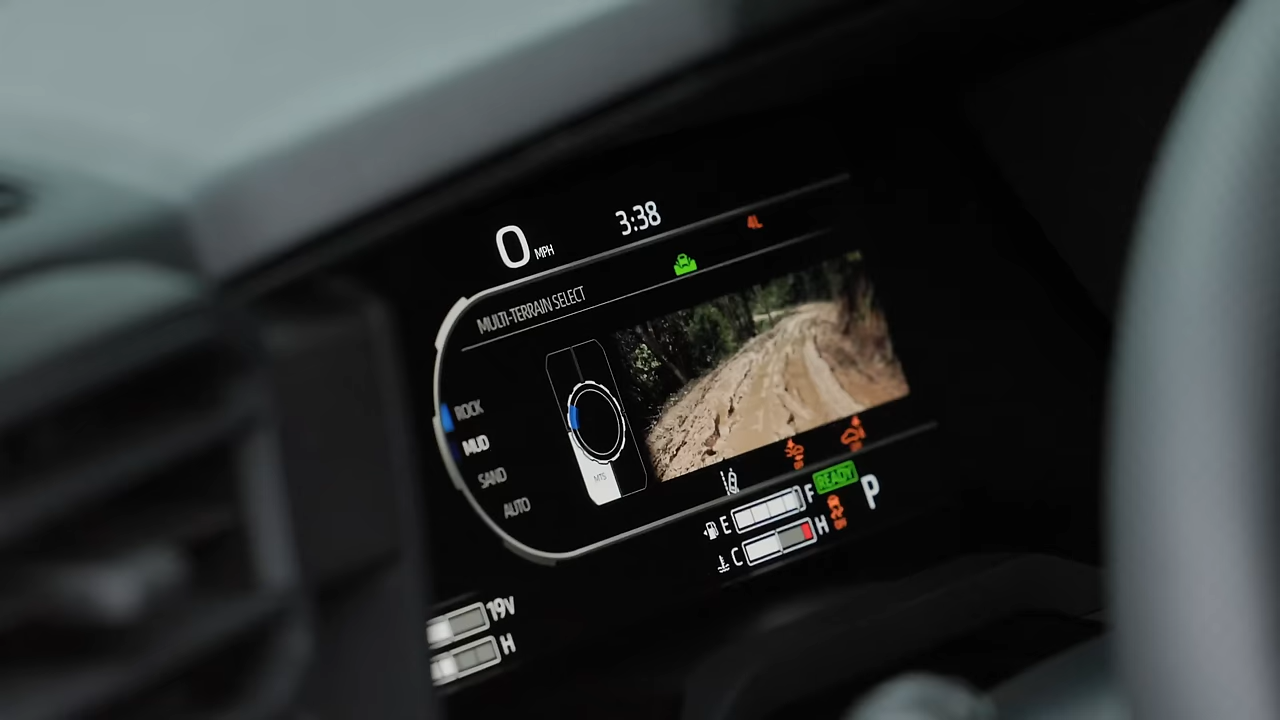 0 MPH 3:38 4L
MULTI-TERRAIN SELECT
ROCK
MUD
SAND
AUTO
MTS
E F READY P
C H
19V
H